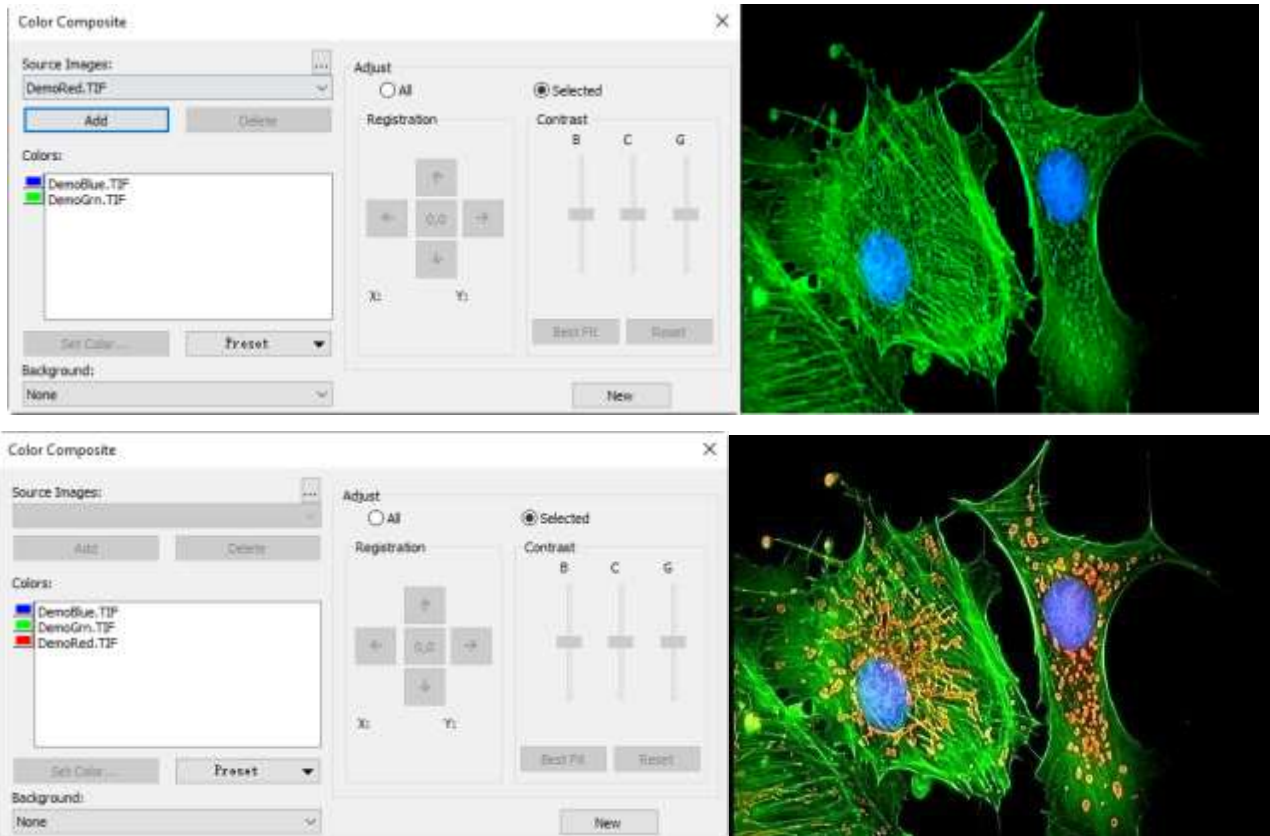 Color Composite
Source Images:
...
DemoRed.TIF
Add Delete
Colors:
DemoBlue.TIF
DemoGrn.TIF
Set Color... Preset
Background:
None
Adjust
All Selected
Registration
0,0
X: Y:
Contrast
B C G
Best Fit Reset
New
Color Composite
Source Images:
...
Add Delete
Colors:
DemoBlue.TIF
DemoGrn.TIF
DemoRed.TIF
Set Color... Preset
Background:
None
Adjust
All Selected
Registration
0,0
X: Y:
Contrast
B C G
Best Fit Reset
New